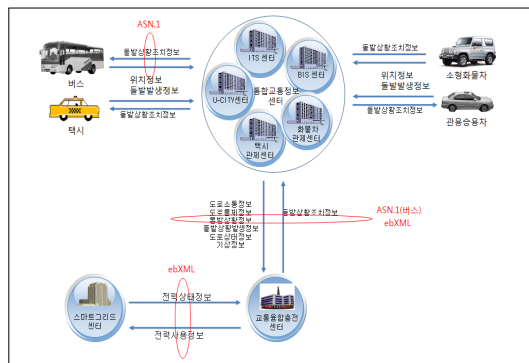 ASN.1
돌발상황조치정보
버스
위치정보
돌발발생정보
택시
돌발상황조치정보
ITS 센터
BIS 센터
U-CITY센터
통합교통정보
센터
택시
관제센터
화물차
관제센터
돌발상황조치정보
소형화물차
위치정보
돌발발생정보
관용승용차
돌발상황조치정보
도로소통정보
도로통제정보
돌발상황정보
돌발상황발생정보
도로상태정보
기상정보
돌발상황조치정보
ASN.1(버스)
ebXML
ebXML
전력상태정보
스마트그리드
센터
교통융합충전
센터
전력사용정보